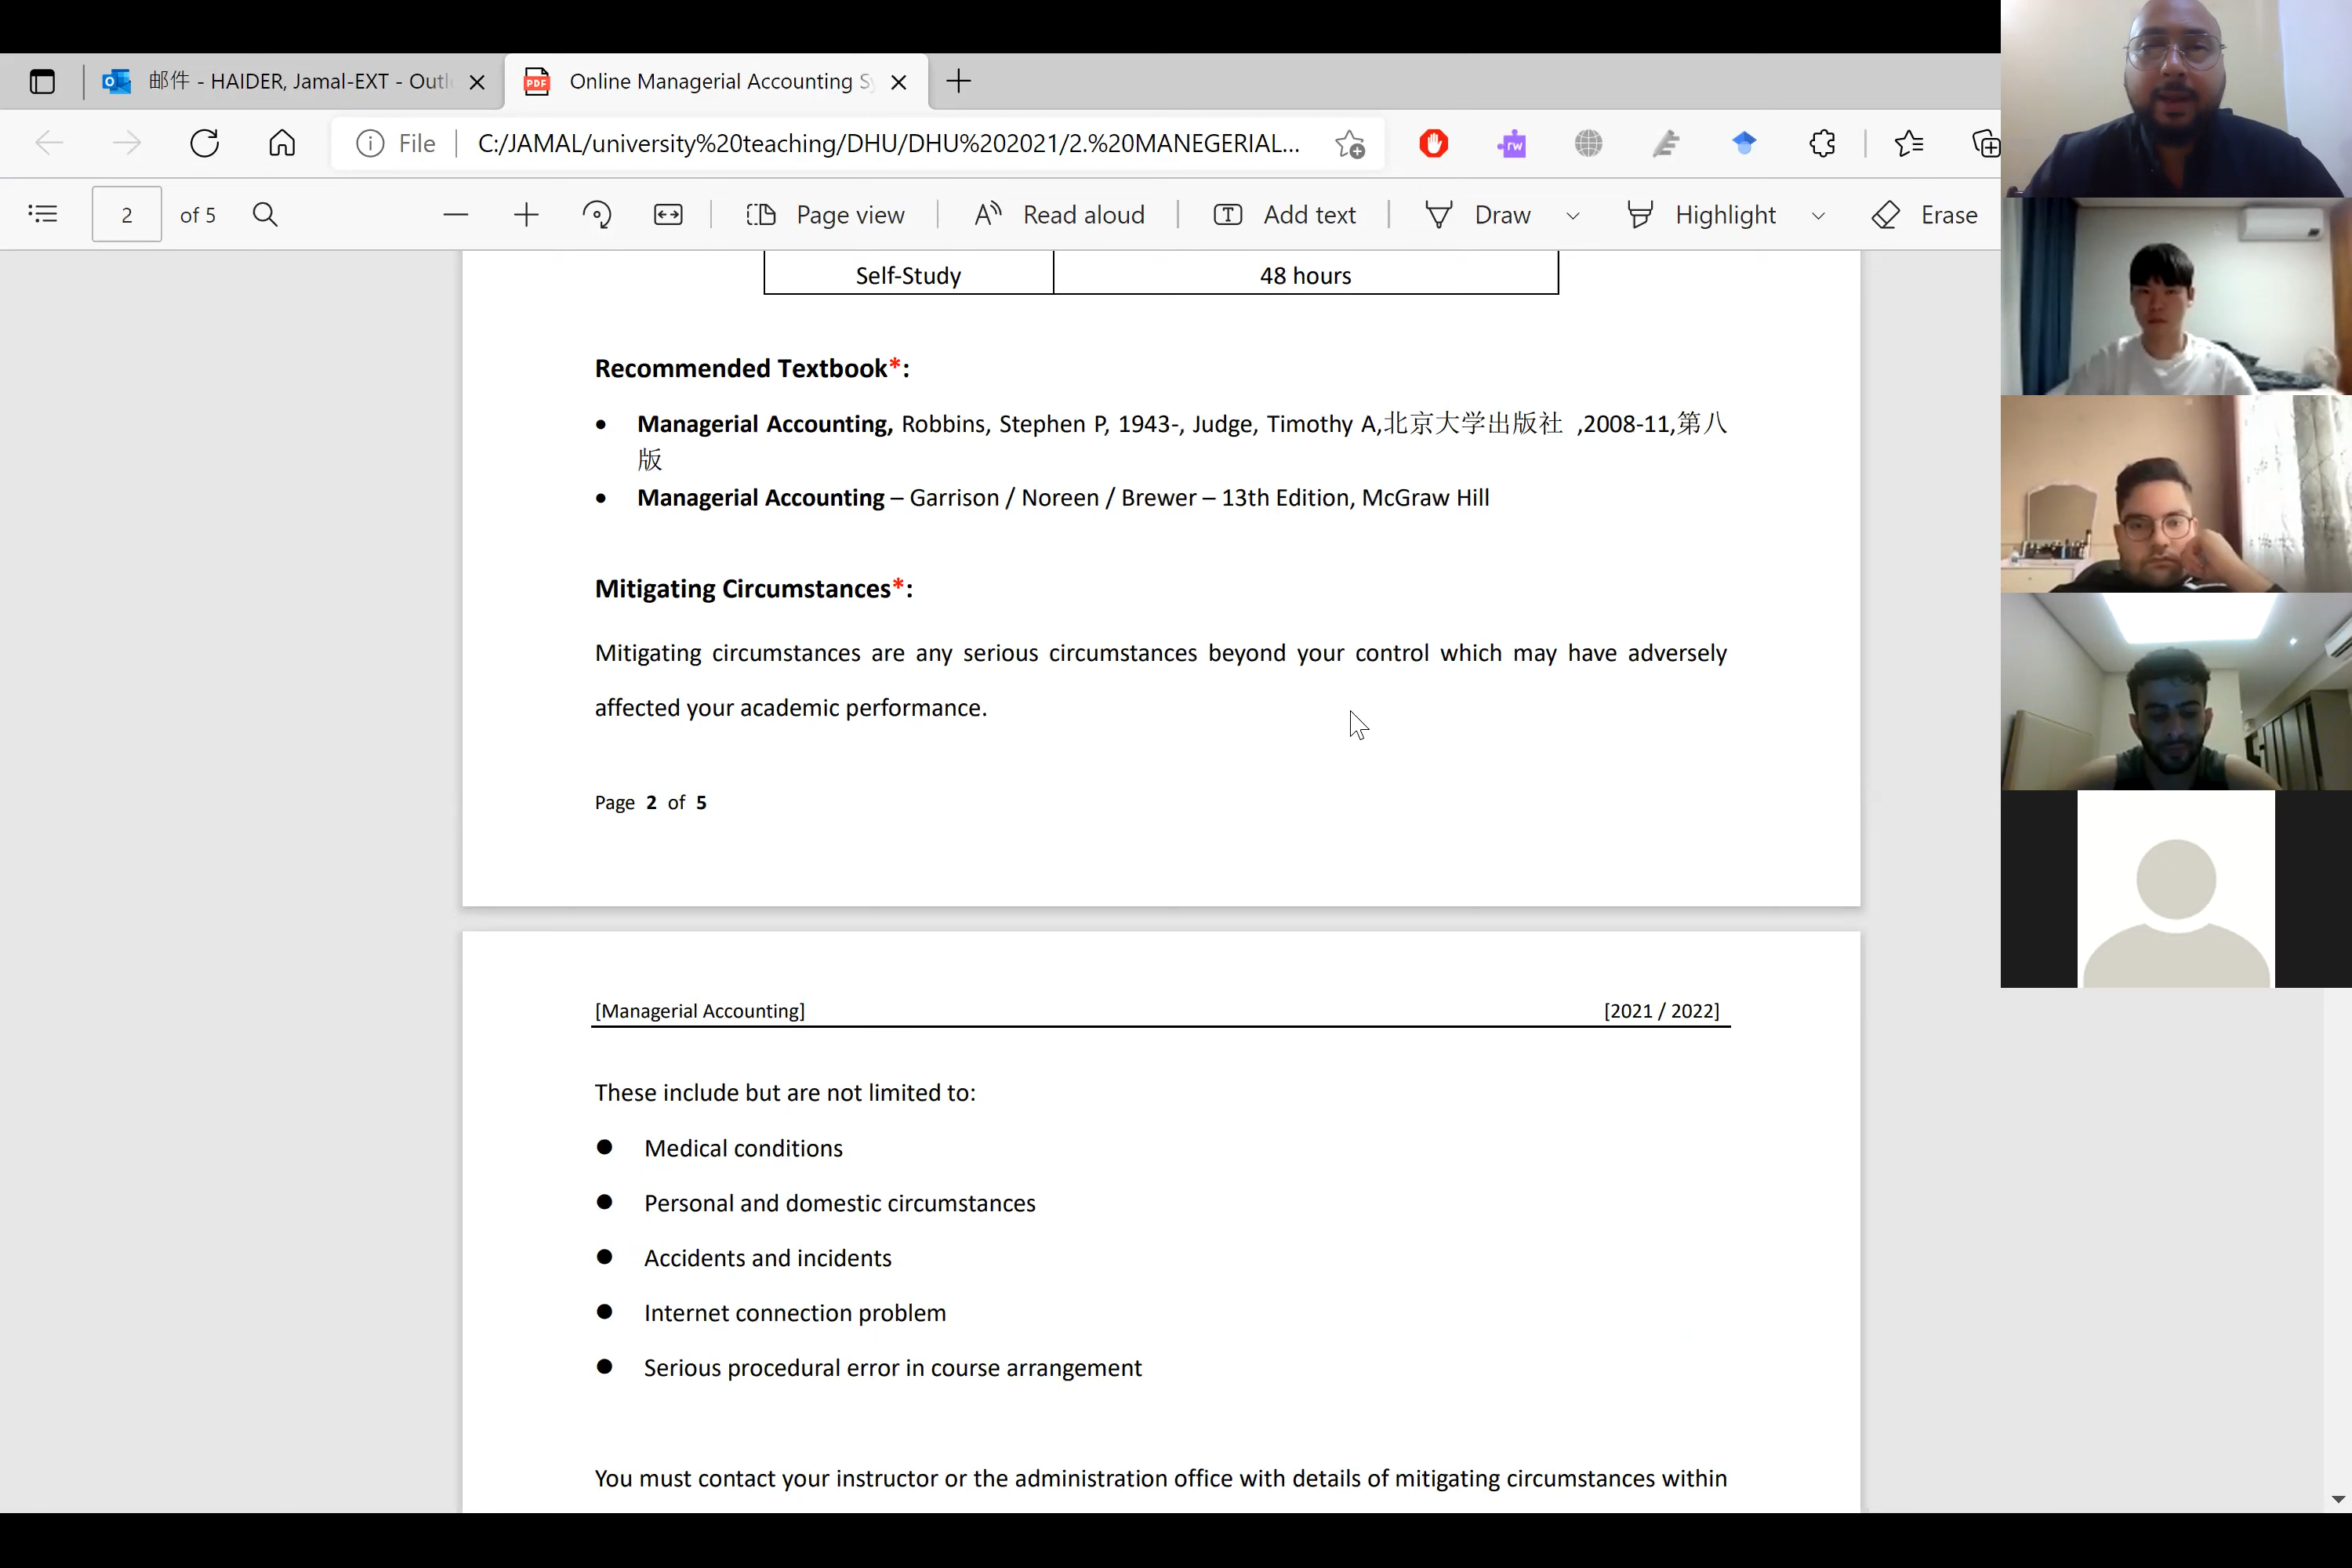 邮件 - HAIDER, Jamal-EXT - Outl
Online Managerial Accounting Sy
File
C:/JAMAL/university%20teaching/DHU/DHU%202021/2.%20MANEGERIAL...
rw
2 of 5
Page view
Read aloud
Add text
Draw
Highlight
Erase
Self-Study 48 hours
Recommended Textbook*:
● Managerial Accounting, Robbins, Stephen P, 1943-, Judge, Timothy A,北京大学出版社 ,2008-11,第八
版
● Managerial Accounting – Garrison / Noreen / Brewer – 13th Edition, McGraw Hill
Mitigating Circumstances*:
Mitigating circumstances are any serious circumstances beyond your control which may have adversely
affected your academic performance.
Page 2 of 5
[Managerial Accounting] [2021 / 2022]
These include but are not limited to:
● Medical conditions
● Personal and domestic circumstances
● Accidents and incidents
● Internet connection problem
● Serious procedural error in course arrangement
You must contact your instructor or the administration office with details of mitigating circumstances within